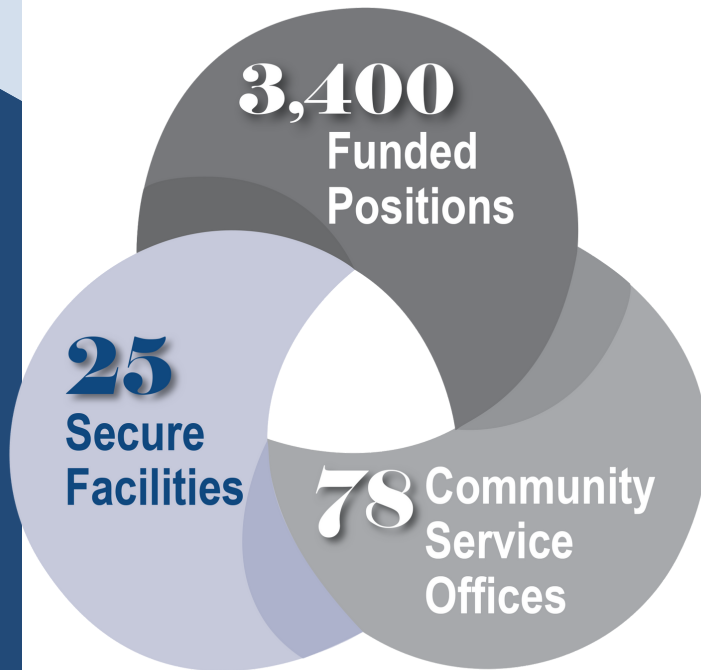 3,400
Funded
Positions
25
Secure
Facilities
78 Community
Service
Offices